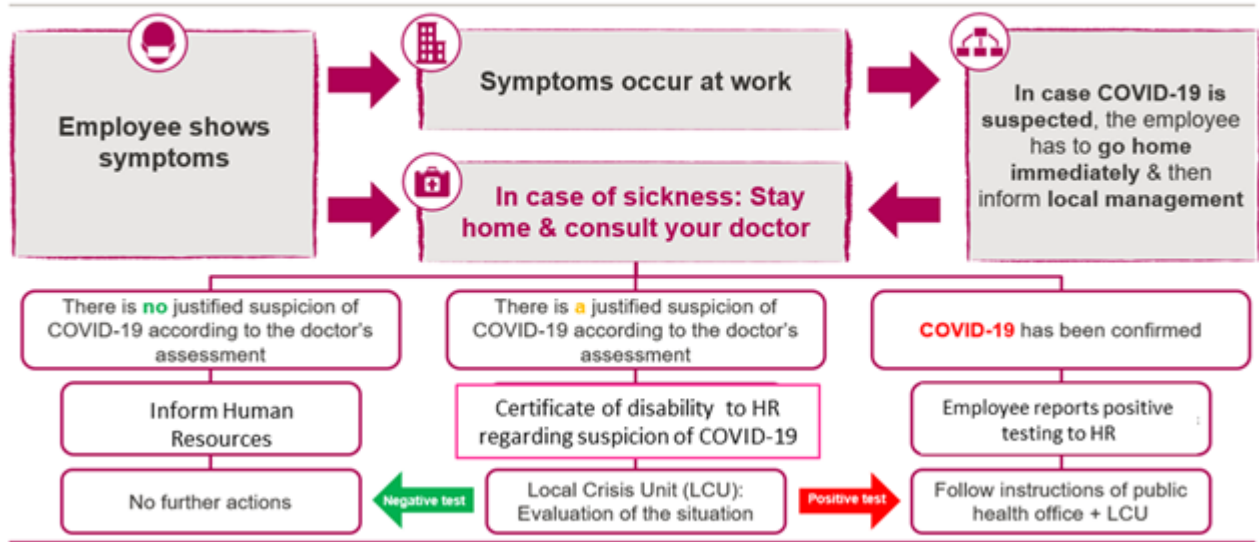 Employee shows
symptoms
Symptoms occur at work
In case COVID-19 is
suspected, the employee
has to go home
immediately & then
inform local management
In case of sickness: Stay
home & consult your doctor
There is no justified suspicion of
COVID-19 according to the doctor's
assessment
There is a justified suspicion of
COVID-19 according to the doctor's
assessment
COVID-19 has been confirmed
Inform Human
Resources
Certificate of disability to HR
regarding suspicion of COVID-19
Employee reports positive
testing to HR
No further actions
Negative test
Local Crisis Unit (LCU):
Evaluation of the situation
Positive test
Follow instructions of public
health office + LCU